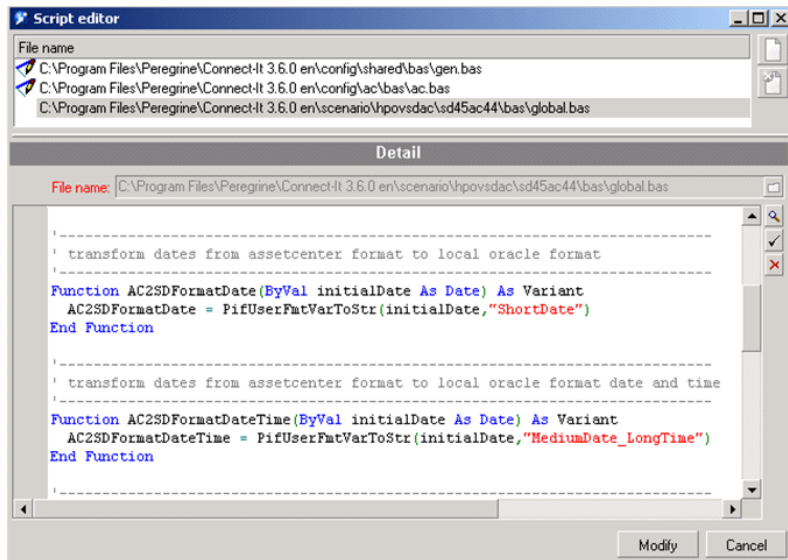 Script editor
File name
C:\Program Files\Peregrine\Connect-It 3.6.0 en\config\shared\bas\gen.bas
C:\Program Files\Peregrine\Connect-It 3.6.0 en\config\ac\bas\ac.bas
C:\Program Files\Peregrine\Connect-It 3.6.0 en\scenario\hpovsdac\sd45ac44\bas\global.bas
Detail
File name: C:\Program Files\Peregrine\Connect-It 3.6.0 en\scenario\hpovsdac\sd45ac44\bas\global.bas
'------------------------------------------------------------------
' transform dates from assetcenter format to local oracle format
'------------------------------------------------------------------
Function AC2SDFormatDate(ByVal initialDate As Date) As Variant
AC2SDFormatDate = PifUserFmtVarToStr(initialDate,"ShortDate")
End Function
'------------------------------------------------------------------
' transform dates from assetcenter format to local oracle format date and time
'------------------------------------------------------------------
Function AC2SDFormatDateTime(ByVal initialDate As Date) As Variant
AC2SDFormatDateTime = PifUserFmtVarToStr(initialDate,"MediumDate_LongTime")
End Function
'------------------------------------------------------------------
Modify Cancel